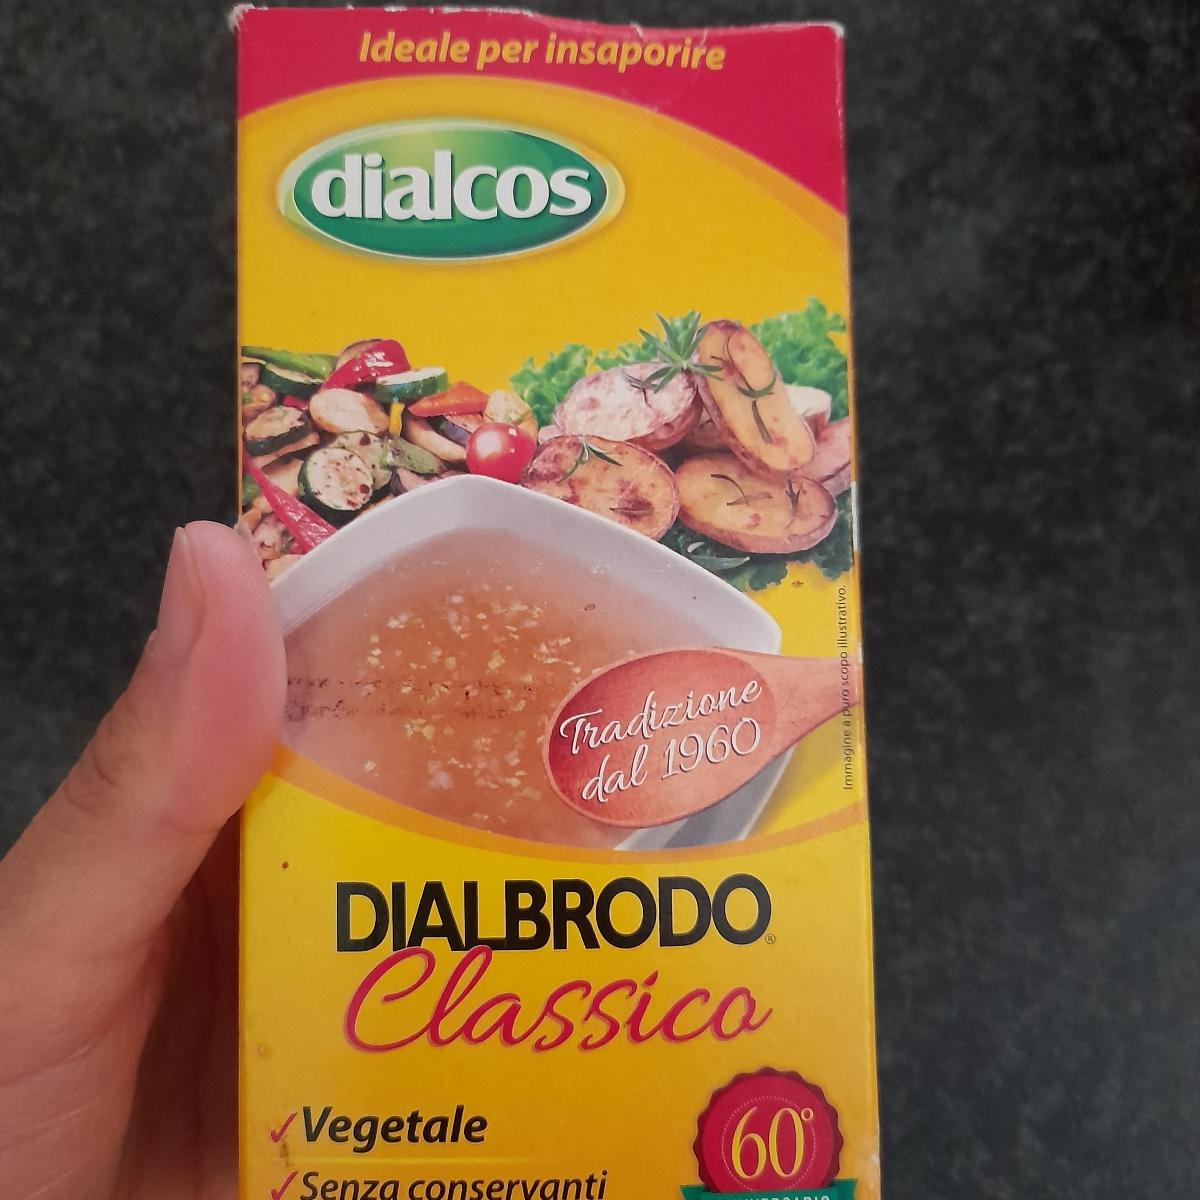 Ideale per insaporire
dialcos
Immagine a puro scopo illustrativo.
Tradizione
dal 1960
DIALBRODO®
Classico
✓Vegetale
✓Senza conservanti
60°